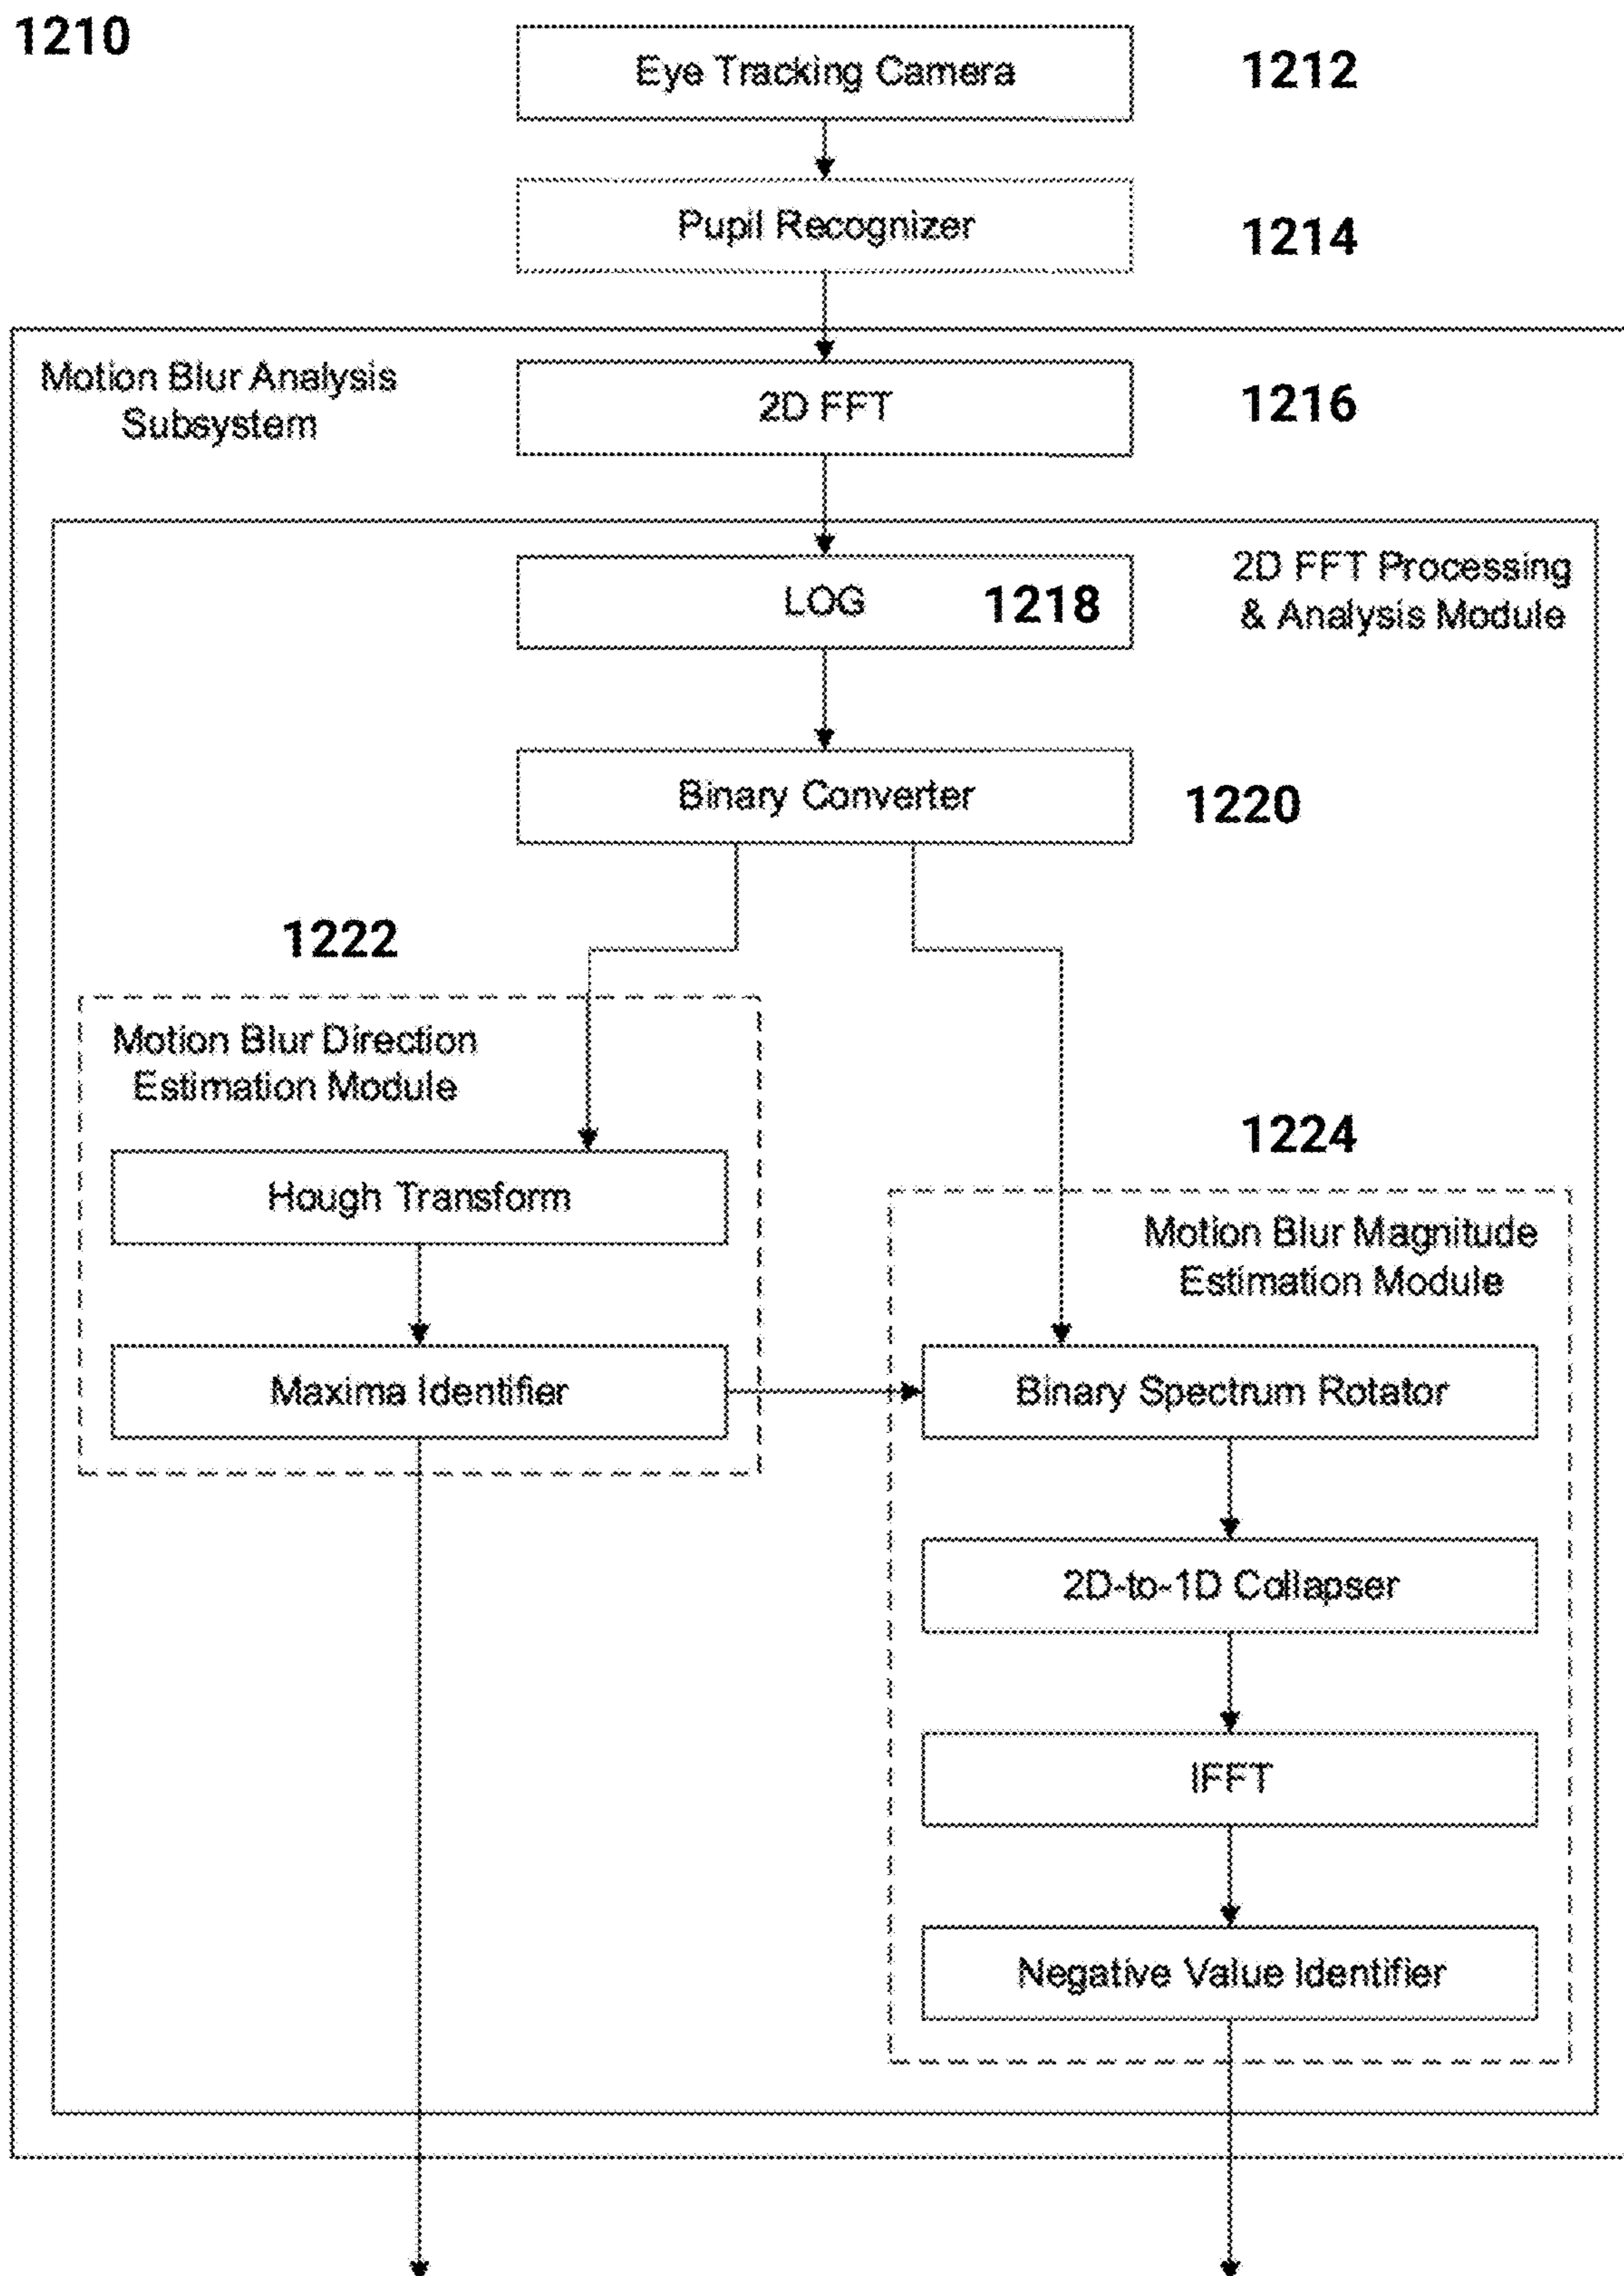 1210
Eye Tracking Camera
1212
Pupil Recognizer
1214
Motion Blur Analysis
Subsystem
2D FFT
1216
LOG
1218
2D FFT Processing
& Analysis Module
Binary Converter
1220
1222
Motion Blur Direction
Estimation Module
Hough Transform
Maxima Identifier
1224
Motion Blur Magnitude
Estimation Module
Binary Spectrum Rotator
2D-to-1D Collapser
IFFT
Negative Value Identifier